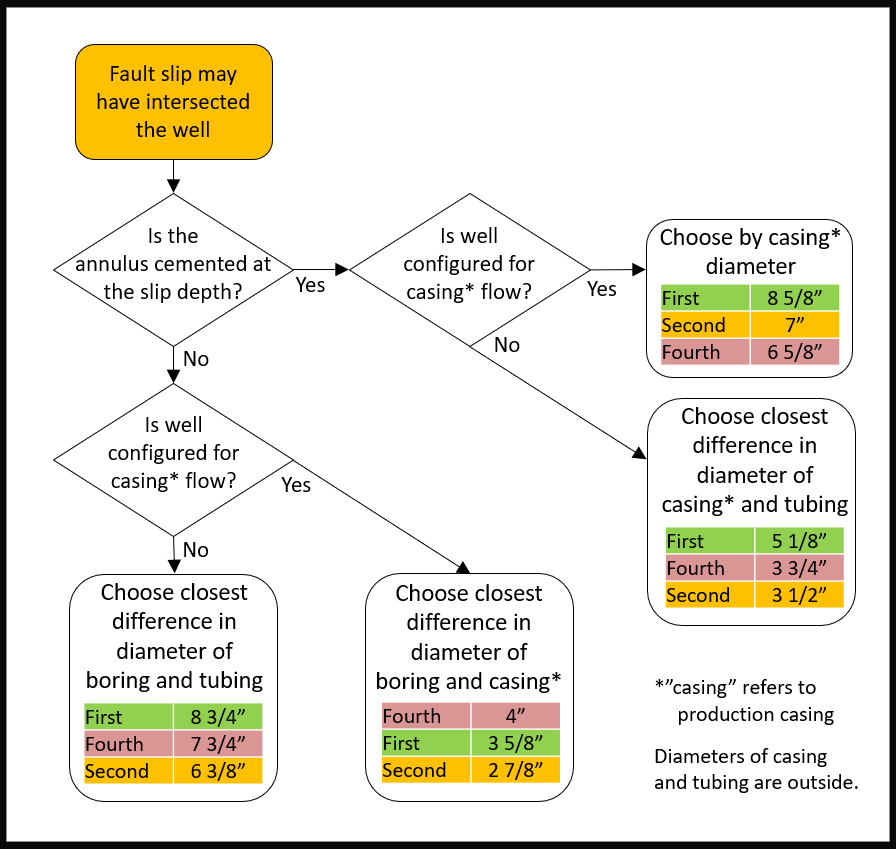 Fault slip may
have intersected
the well
Is the
annulus cemented at
the slip depth?
Yes
No
Is well
configured for
casing* flow?
Yes
No
Choose by casing*
diameter
First 8 5/8”
Second 7”
Fourth 6 5/8”
Choose closest
difference in
diameter of
casing* and tubing
First 5 1/8”
Fourth 3 3/4”
Second 3 1/2”
Is well
configured for
casing* flow?
Yes
No
Choose closest
difference in
diameter of
boring and tubing
First 8 3/4”
Fourth 7 3/4”
Second 6 3/8”
Choose closest
difference in
diameter of
boring and casing*
Fourth 4”
First 3 5/8”
Second 2 7/8”
*”casing” refers to
production casing
Diameters of casing
and tubing are outside.